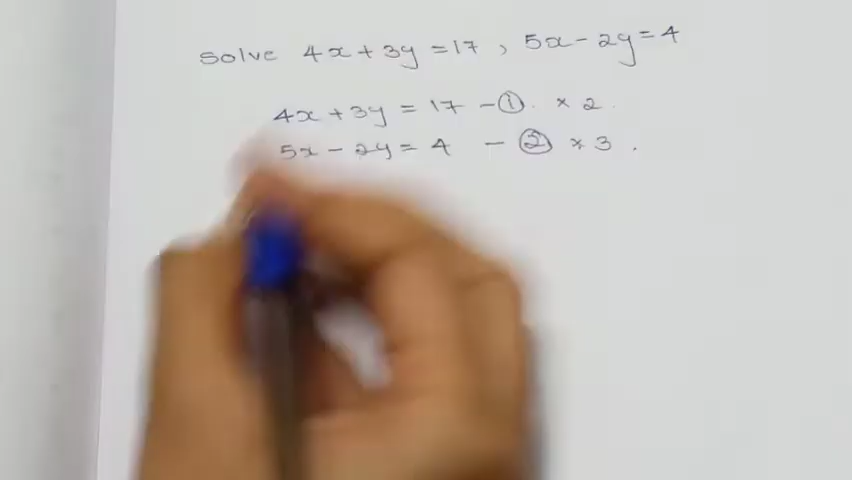 Solve 4x + 3y = 17 , 5x - 2y = 4
4x + 3y = 17 - ① . × 2 .
5x - 2y = 4 - ② × 3 .